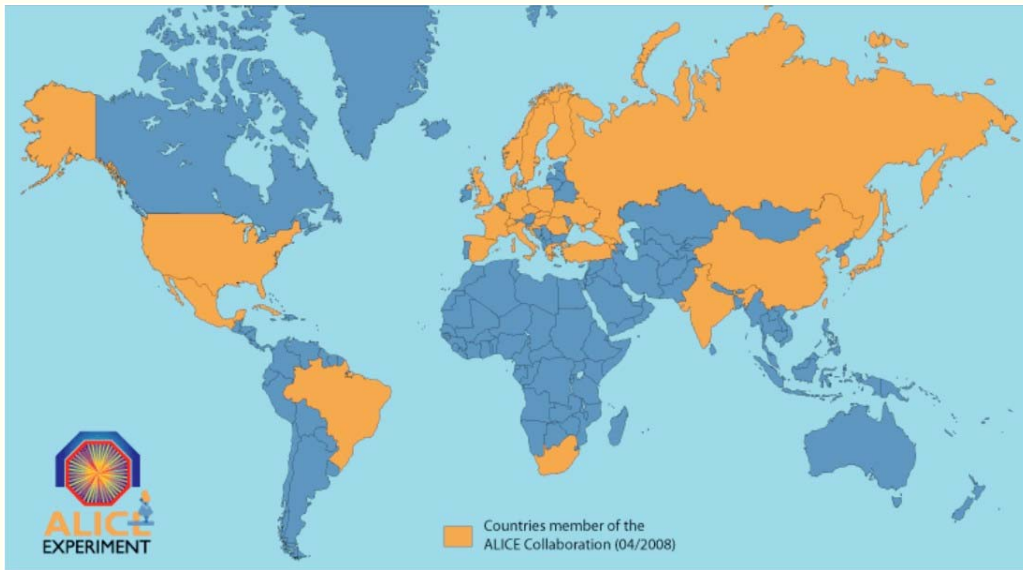 Countries member of the
ALICE Collaboration (04/2008)
ALICE
EXPERIMENT